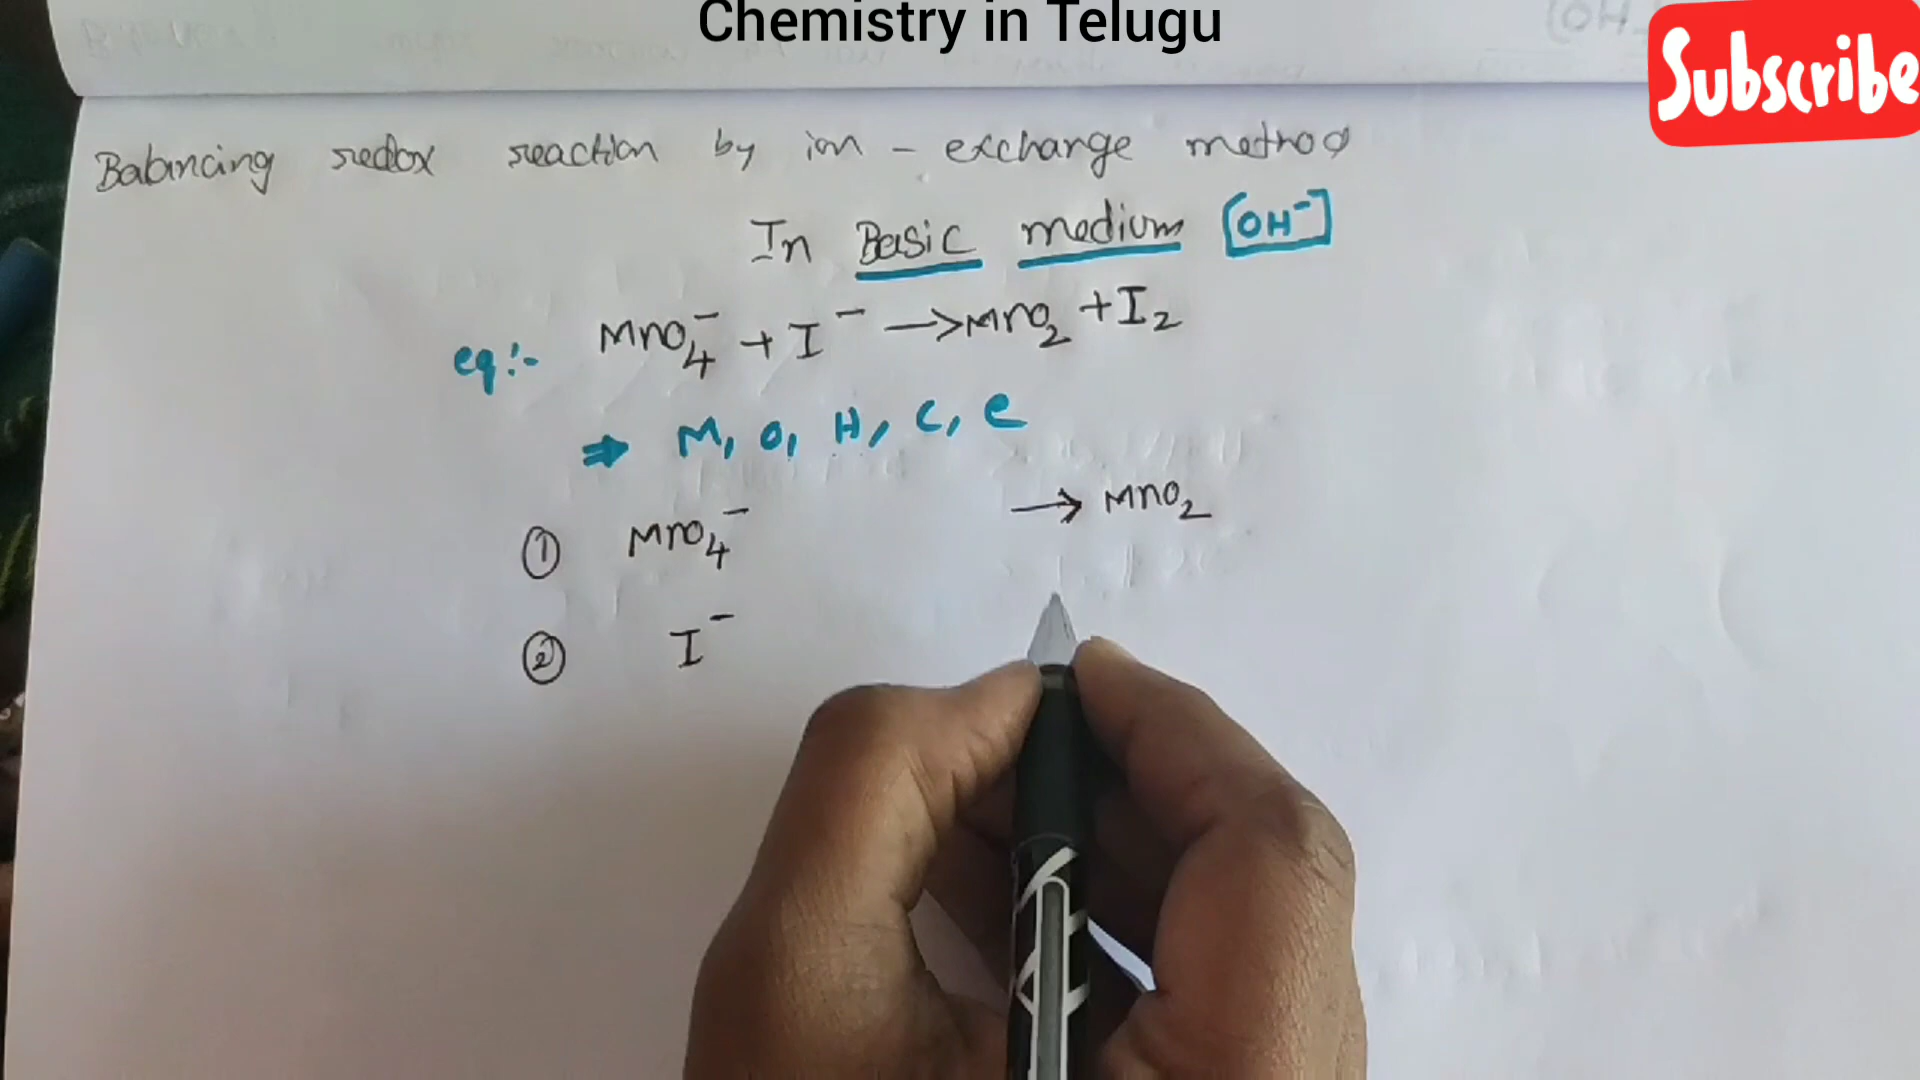 Chemistry in Telugu
Subscribe
Balancing redox reaction by ion - exchange method
In Basic medium [OH⁻]
eg:- MnO₄⁻ + I⁻ → MnO₂ + I₂
⇒ M, O, H, C, e
① MnO₄⁻ → MnO₂
② I⁻